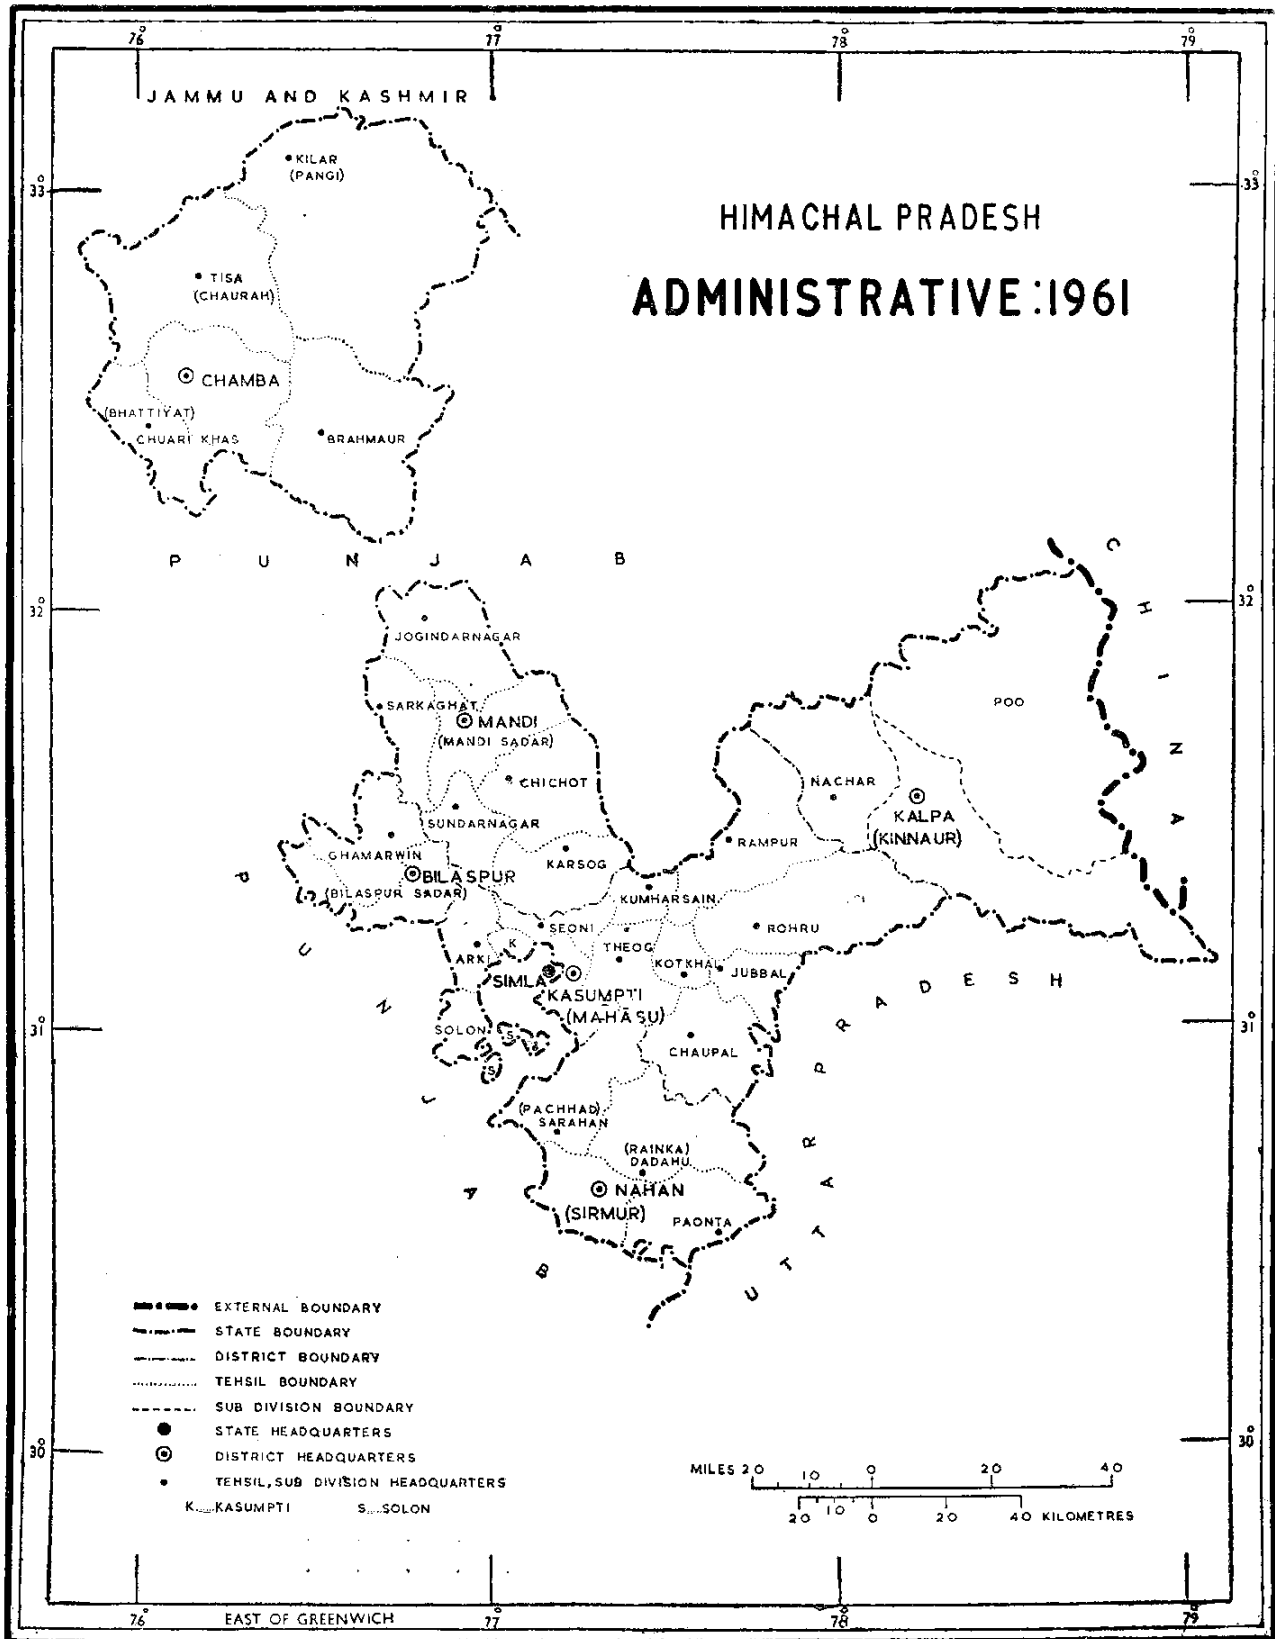 76° 77° 78° 79°
JAMMU AND KASHMIR
KILAR
(PANGI)
33° 33°
HIMACHAL PRADESH
ADMINISTRATIVE:1961
TISA
(CHAURAH)
CHAMBA
(BHATTIYAT)
CHUARI KHAS
BRAHMAUR
PUNJAB
CHINA
32° 32°
JOGINDARNAGAR
SARKAGHAT
MANDI
(MANDI SADAR)
POO
CHICHOT
NACHAR
SUNDARNAGAR
KALPA
(KINNAUR)
RAMPUR
GHAMARWIN
KARSOG
BILASPUR
(BILASPUR SADAR)
KUMHARSAIN
SEONI
ROHRU
K
THEOG
ARKI
KOTKHAI
JUBBAL
SIMLA
KASUMPTI
(MAHASU)
UTTAR PRADESH
PUNJAB
31° 31°
SOLON
S
S
CHAUPAL
(PACHHAD)
SARAHAN
(RAINKA)
DADAHU
NAHAN
(SIRMUR)
PAONTA
EXTERNAL BOUNDARY
STATE BOUNDARY
DISTRICT BOUNDARY
TEHSIL BOUNDARY
SUB DIVISION BOUNDARY
STATE HEADQUARTERS
DISTRICT HEADQUARTERS
TEHSIL, SUB DIVISION HEADQUARTERS
K....KASUMPTI S....SOLON
30° 30°
MILES 20 10 0 20 40
20 10 0 20 40 KILOMETRES
76° EAST OF GREENWICH 77° 78° 79°